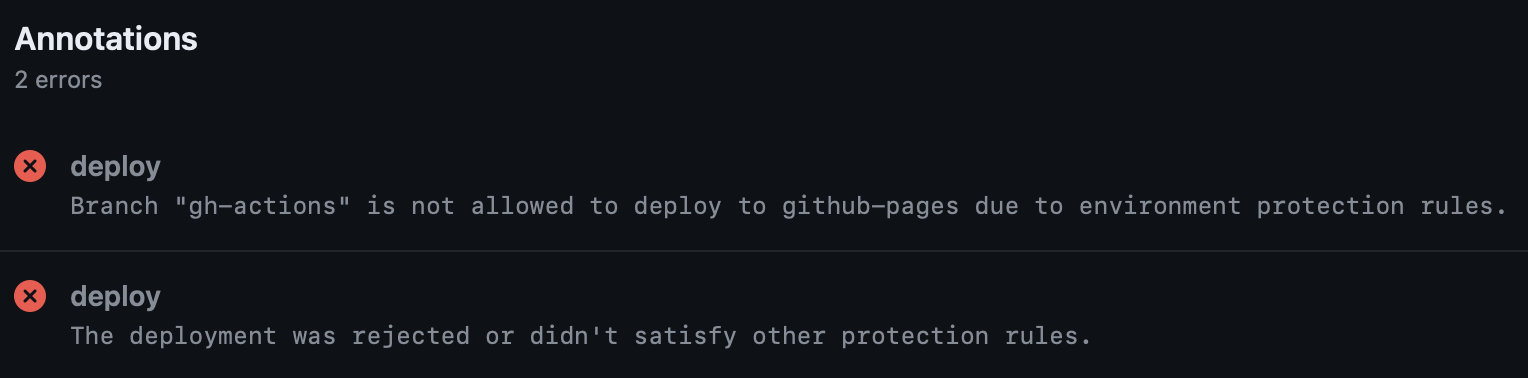 Annotations
2 errors
deploy
Branch "gh-actions" is not allowed to deploy to github-pages due to environment protection rules.
deploy
The deployment was rejected or didn't satisfy other protection rules.